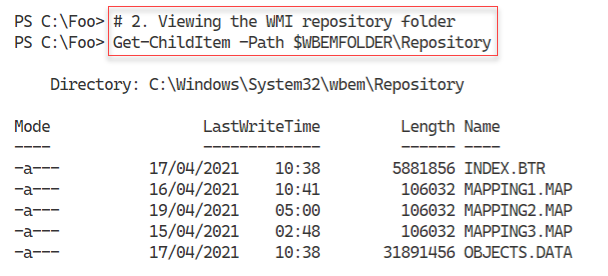 PS C:\Foo> # 2. Viewing the WMI repository folder
PS C:\Foo> Get-ChildItem -Path $WBEMFOLDER\Repository
Directory: C:\Windows\System32\wbem\Repository
Mode LastWriteTime Length Name
---- ------------- ------ ----
-a--- 17/04/2021 10:38 5881856 INDEX.BTR
-a--- 16/04/2021 10:41 106032 MAPPING1.MAP
-a--- 19/04/2021 05:00 106032 MAPPING2.MAP
-a--- 15/04/2021 02:48 106032 MAPPING3.MAP
-a--- 17/04/2021 10:38 31891456 OBJECTS.DATA